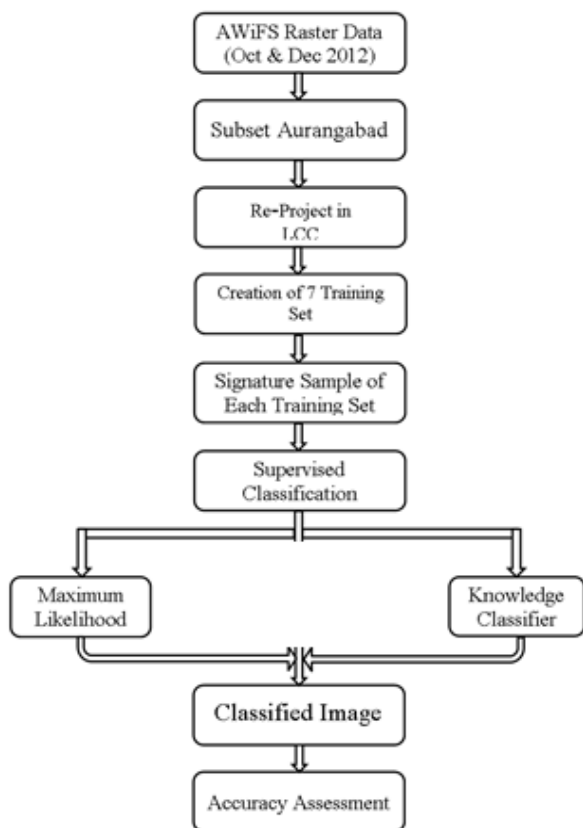 AWiFS Raster Data
(Oct & Dec 2012)
Subset Aurangabad
Re-Project in
LCC
Creation of 7 Training
Set
Signature Sample of
Each Training Set
Supervised
Classification
Maximum
Likelihood
Knowledge
Classifier
Classified Image
Accuracy Assessment